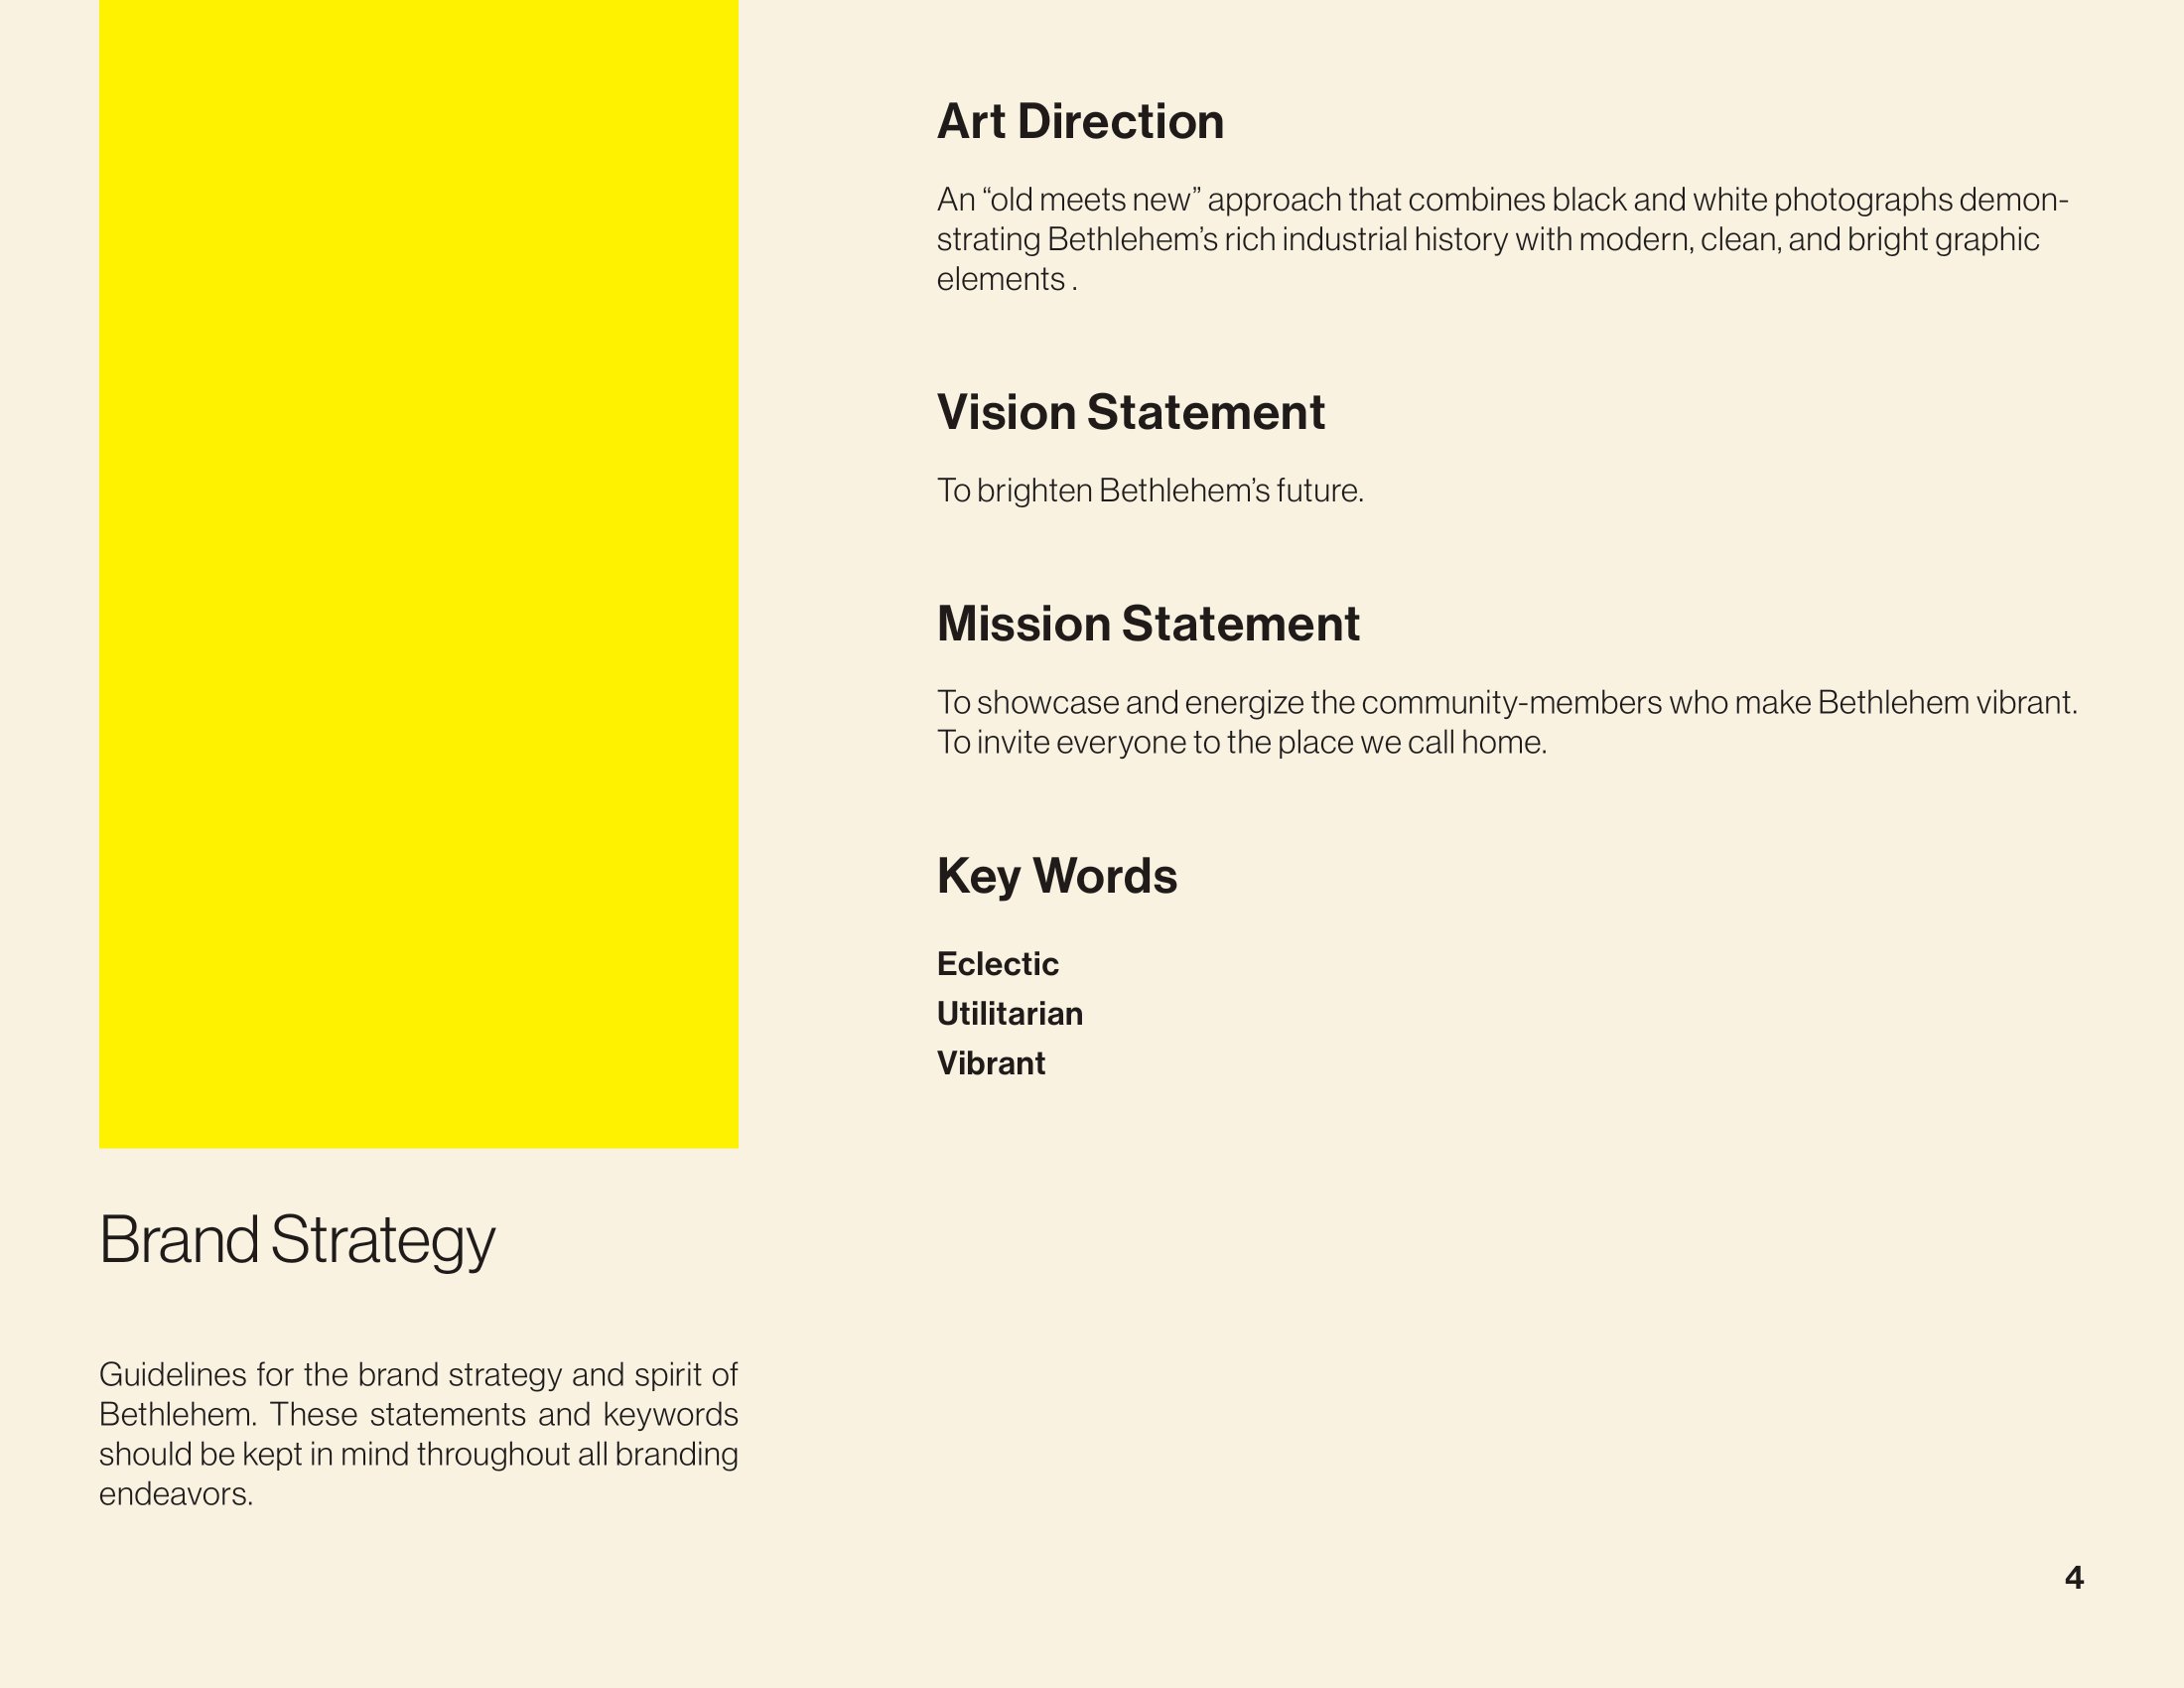 Art Direction
An “old meets new” approach that combines black and white photographs demon-
strating Bethlehem’s rich industrial history with modern, clean, and bright graphic
elements .
Vision Statement
To brighten Bethlehem’s future.
Mission Statement
To showcase and energize the community-members who make Bethlehem vibrant.
To invite everyone to the place we call home.
Key Words
Eclectic
Utilitarian
Vibrant
Brand Strategy
Guidelines for the brand strategy and spirit of
Bethlehem. These statements and keywords
should be kept in mind throughout all branding
endeavors.
4